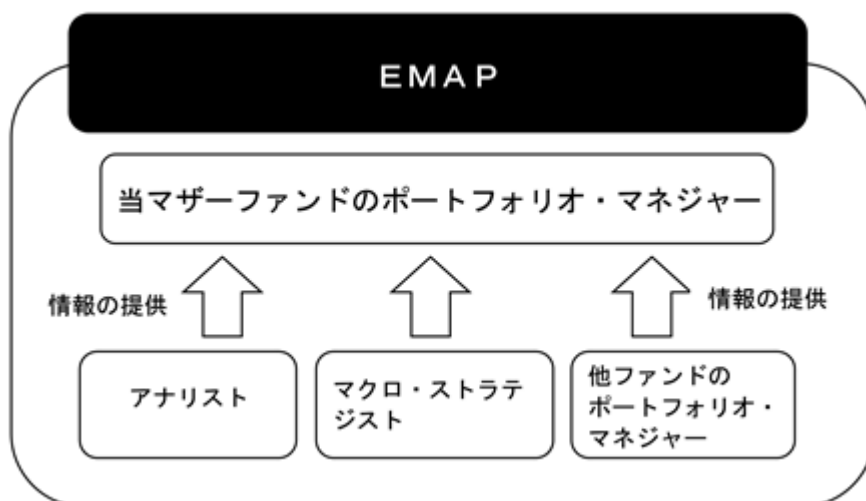 ＥＭＡＰ
当マザーファンドのポートフォリオ・マネジャー
情報の提供
情報の提供
アナリスト
マクロ・ストラテ
ジスト
他ファンドの
ポートフォリオ・
マネジャー